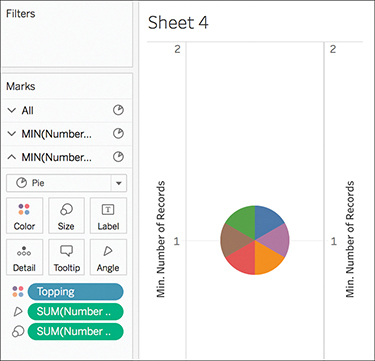 Filters
Marks
All
MIN(Number...
MIN(Number...
Pie
Color
Size
Label
Detail
Tooltip
Angle
Topping
SUM(Number ..
SUM(Number ..
Sheet 4
2
2
Min. Number of Records
1
Min. Number of Records
1
T